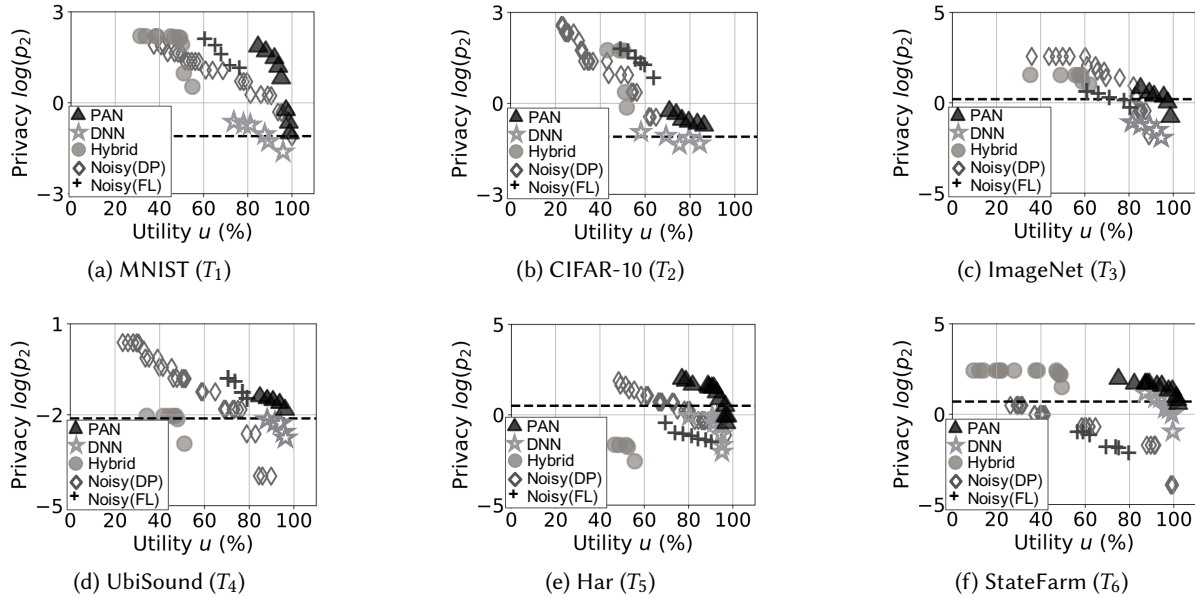 Privacy log(p₂)
3
0
−3
PAN
DNN
Hybrid
Noisy(DP)
Noisy(FL)
0 20 40 60 80 100
Utility u (%)
(a) MNIST (T₁)
Privacy log(p₂)
3
0
−3
PAN
DNN
Hybrid
Noisy(DP)
Noisy(FL)
0 20 40 60 80 100
Utility u (%)
(b) CIFAR-10 (T₂)
Privacy log(p₂)
5
0
−5
PAN
DNN
Hybrid
Noisy(DP)
Noisy(FL)
0 20 40 60 80 100
Utility u (%)
(c) ImageNet (T₃)
Privacy log(p₂)
1
−2
−5
PAN
DNN
Hybrid
Noisy(DP)
Noisy(FL)
0 20 40 60 80 100
Utility u (%)
(d) UbiSound (T₄)
Privacy log(p₂)
5
0
−5
PAN
DNN
Hybrid
Noisy(DP)
Noisy(FL)
0 20 40 60 80 100
Utility u (%)
(e) Har (T₅)
Privacy log(p₂)
5
0
−5
PAN
DNN
Hybrid
Noisy(DP)
Noisy(FL)
0 20 40 60 80 100
Utility u (%)
(f) StateFarm (T₆)